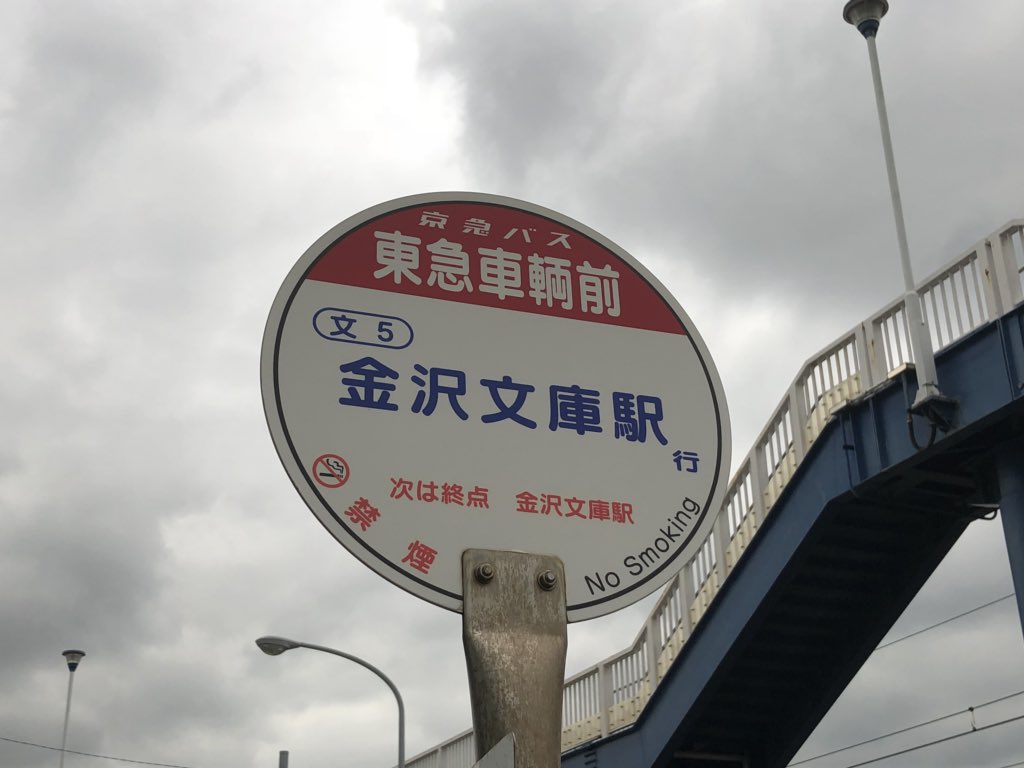 京急バス
東急車輌前
文5
金沢文庫駅
行
次は終点 金沢文庫駅
禁煙
No Smoking